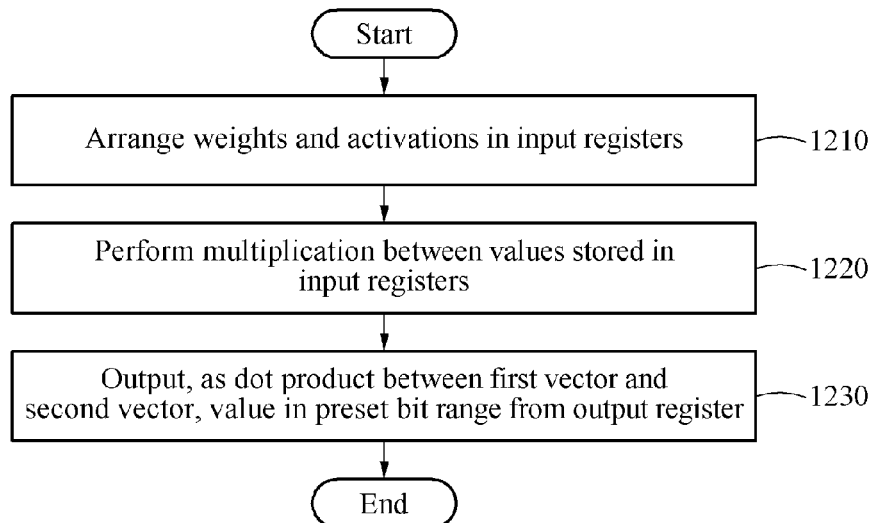 Start
Arrange weights and activations in input registers
1210
Perform multiplication between values stored in
input registers
1220
Output, as dot product between first vector and
second vector, value in preset bit range from output register
1230
End